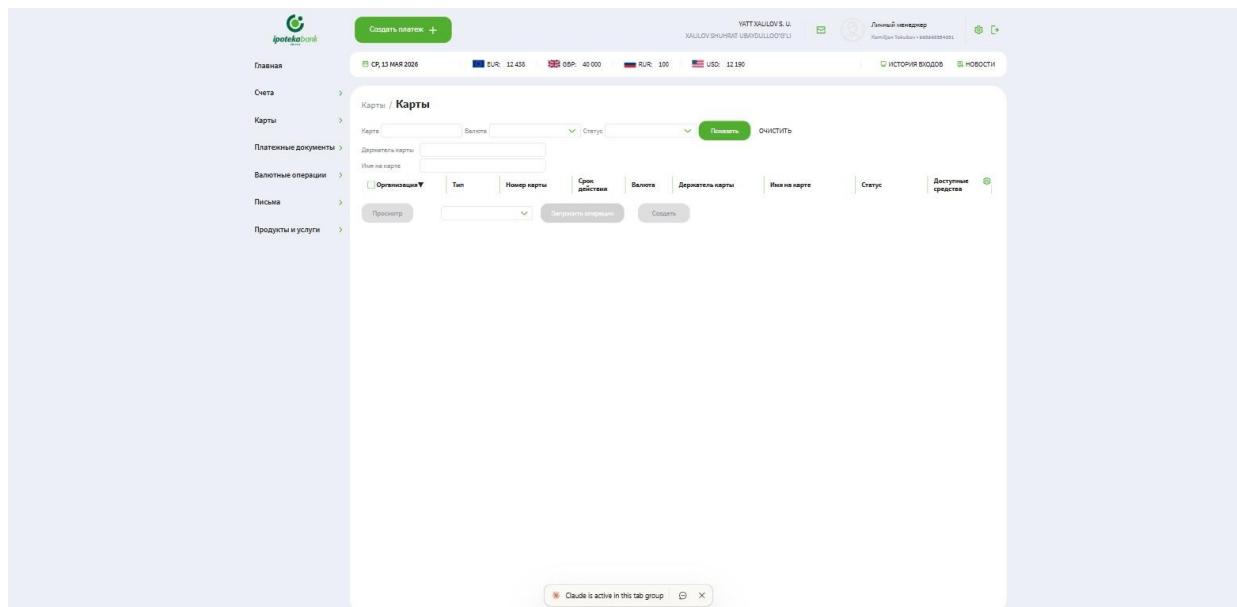 ipotekabank
Создать платеж +
YATT XALILOV S. U.
XALILOV SHUHRAT UBAYDULLOO'G'LI
Личный менеджер
Главная
СР, 13 МАЯ 2026
EUR: 12 435
GBP: 40 000
RUR: 100
USD: 12 190
ИСТОРИЯ ВХОДОВ
НОВОСТИ
Счета
Карты
Платежные документы
Валютные операции
Письма
Продукты и услуги
Карты / Карты
Карта
Валюта
Статус
Показать
ОЧИСТИТЬ
Держатель карты
Имя на карте
Организация▼
Тип
Номер карты
Срок действия
Валюта
Держатель карты
Имя на карте
Статус
Доступные средства
Просмотр
Загрузить операции
Создать
Claude is active in this tab group